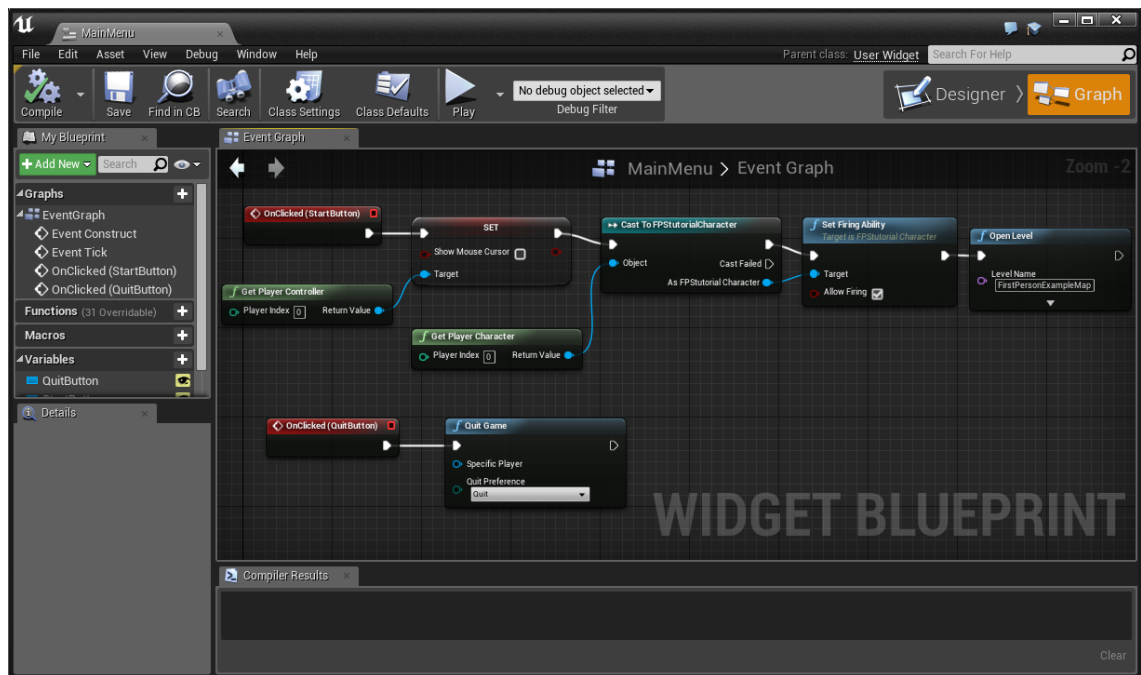 MainMenu
File Edit Asset View Debug Window Help
Parent class: User Widget
Search For Help
Compile Save Find in CB Search Class Settings Class Defaults Play
No debug object selected
Debug Filter
Designer
Graph
My Blueprint
Event Graph
Add New
Search
MainMenu > Event Graph
Zoom -2
Graphs
EventGraph
Event Construct
Event Tick
OnClicked (StartButton)
OnClicked (QuitButton)
Functions (31 Overridable)
Macros
Variables
QuitButton
Details
OnClicked (StartButton)
SET
Show Mouse Cursor
Target
Get Player Controller
Player Index 0 Return Value
Get Player Character
Player Index 0 Return Value
Cast To FPStutorialCharacter
Object Cast Failed
As FPStutorial Character
Set Firing Ability
Target is FPStutorial Character
Target
Allow Firing
Open Level
Level Name
FirstPersonExampleMap
OnClicked (QuitButton)
Quit Game
Specific Player
Quit Preference
Quit
WIDGET BLUEPRINT
Compiler Results
Clear